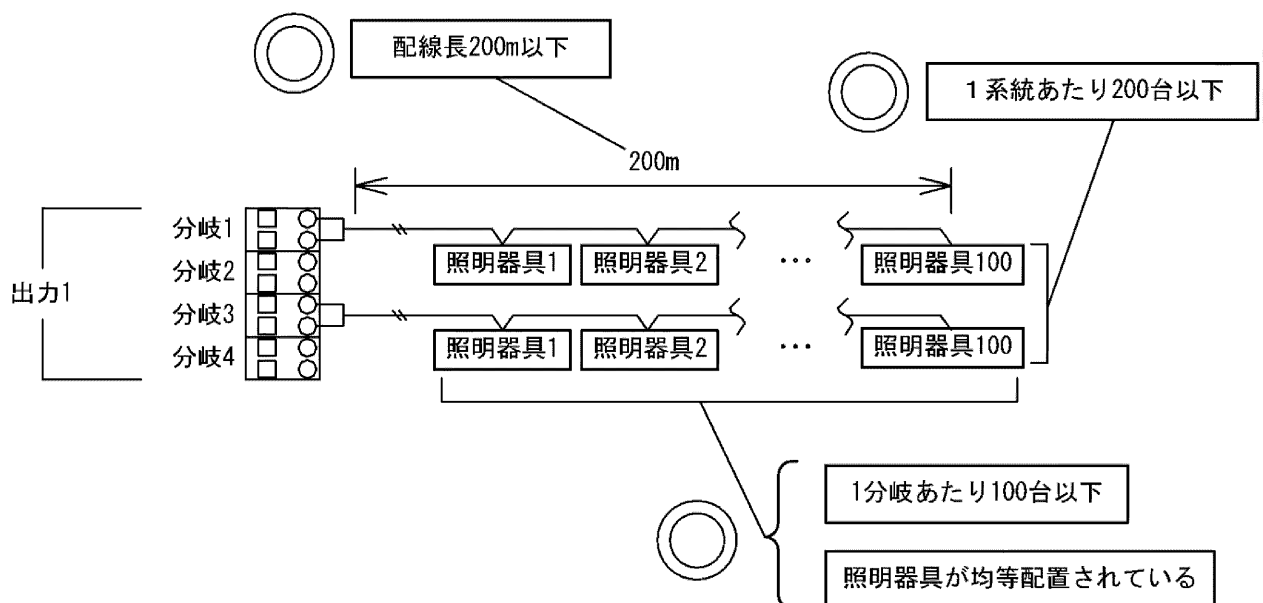 配線長200m以下
１系統あたり200台以下
200m
出力1
分岐1
分岐2
分岐3
分岐4
照明器具1
照明器具2
…
照明器具100
照明器具1
照明器具2
…
照明器具100
1分岐あたり100台以下
照明器具が均等配置されている